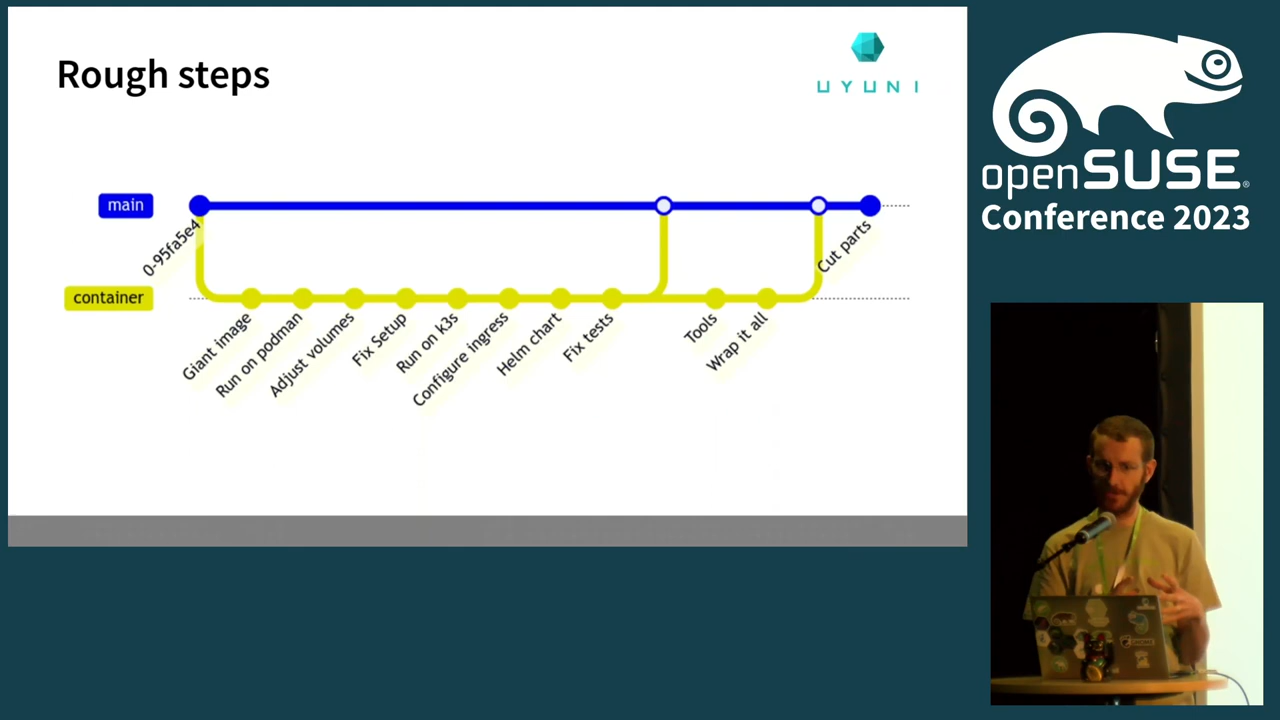 Rough steps
UYUNI
main
0-95fa5e4
Cut parts
container
Giant image
Run on podman
Adjust volumes
Fix Setup
Run on k3s
Configure ingress
Helm chart
Fix tests
Tools
Wrap it all
openSUSE®
Conference 2023